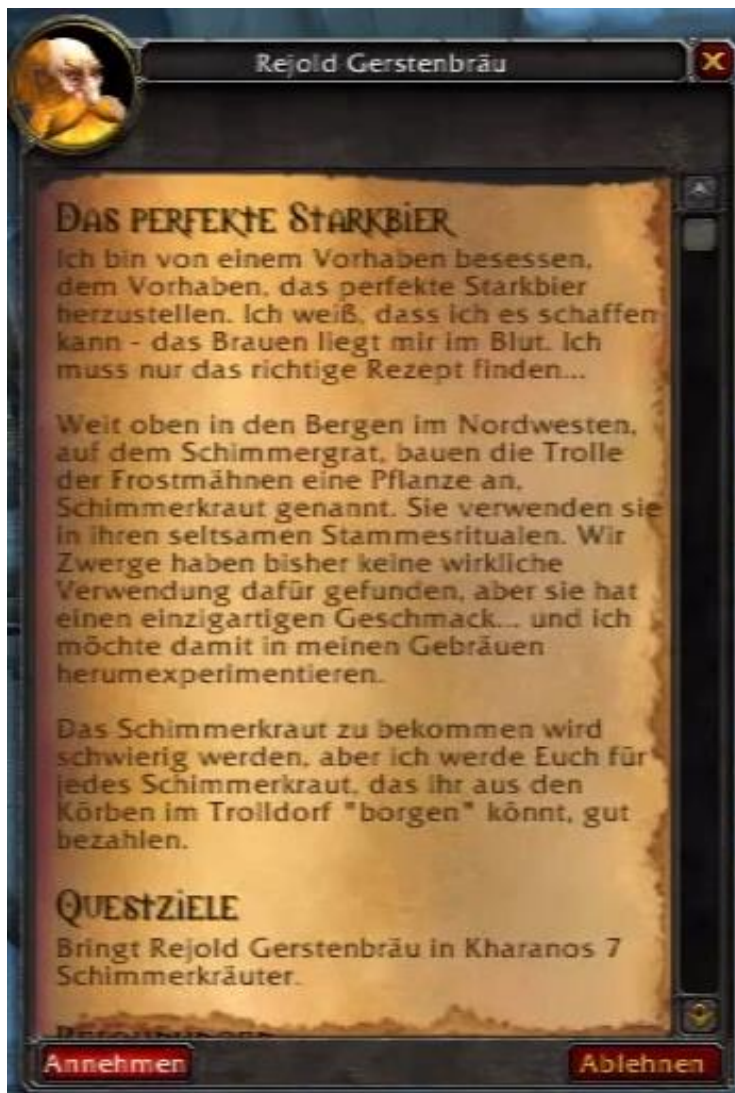 Rejold Gerstenbräu
Das perfekte Starkbier
Ich bin von einem Vorhaben besessen,
dem Vorhaben, das perfekte Starkbier
herzustellen. Ich weiß, dass ich es schaffen
kann - das Brauen liegt mir im Blut. Ich
muss nur das richtige Rezept finden...
Weit oben in den Bergen im Nordwesten,
auf dem Schimmergrat, bauen die Trolle
der Frostmähnen eine Pflanze an,
Schimmerkraut genannt. Sie verwenden sie
in ihren seltsamen Stammesritualen. Wir
Zwerge haben bisher keine wirkliche
Verwendung dafür gefunden, aber sie hat
einen einzigartigen Geschmack... und ich
möchte damit in meinen Gebräuen
herumexperimentieren.
Das Schimmerkraut zu bekommen wird
schwierig werden, aber ich werde Euch für
jedes Schimmerkraut, das Ihr aus den
Körben im Trolldorf "borgen" könnt, gut
bezahlen.
Questziele
Bringt Rejold Gerstenbräu in Kharanos 7
Schimmerkräuter.
Annehmen
Ablehnen